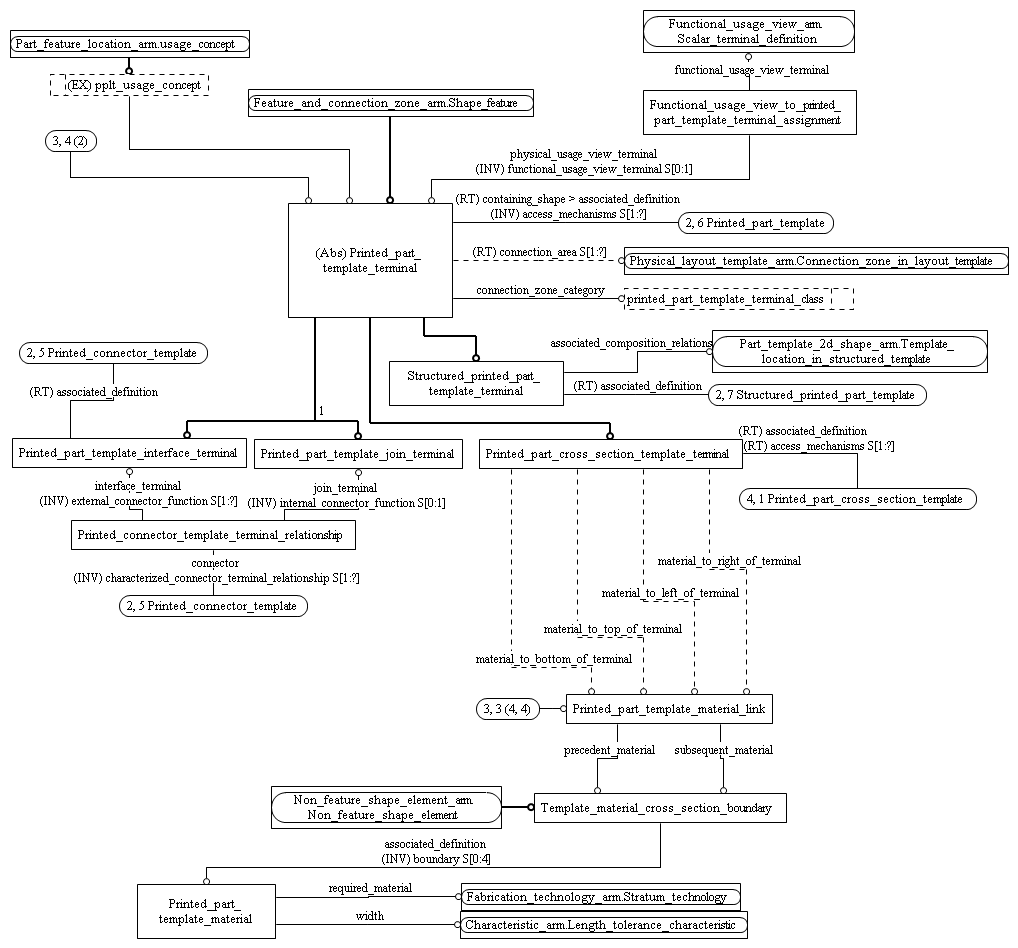 Part_feature_location_arm.usage_concept
Functional_usage_view_arm.
Scalar_terminal_definition
(EX) pplt_usage_concept
functional_usage_view_terminal
Feature_and_connection_zone_arm.Shape_feature
Functional_usage_view_to_printed_
part_template_terminal_assignment
3, 4 (2)
physical_usage_view_terminal
(INV) functional_usage_view_terminal S[0:1]
(RT) containing_shape > associated_definition
(INV) access_mechanisms S[1:?]
2, 6 Printed_part_template
(Abs) Printed_part_
template_terminal
(RT) connection_area S[1:?]
Physical_layout_template_arm.Connection_zone_in_layout_template
connection_zone_category
printed_part_template_terminal_class
2, 5 Printed_connector_template
associated_composition_relations
Part_template_2d_shape_arm.Template_
location_in_structured_template
Structured_printed_part_
template_terminal
(RT) associated_definition
2, 7 Structured_printed_part_template
(RT) associated_definition
1
Printed_part_template_interface_terminal
Printed_part_template_join_terminal
Printed_part_cross_section_template_terminal
(RT) associated_definition
(RT) access_mechanisms S[1:?]
interface_terminal
(INV) external_connector_function S[1:?]
join_terminal
(INV) internal_connector_function S[0:1]
4, 1 Printed_part_cross_section_template
Printed_connector_template_terminal_relationship
connector
(INV) characterized_connector_terminal_relationship S[1:?]
2, 5 Printed_connector_template
material_to_right_of_terminal
material_to_left_of_terminal
material_to_top_of_terminal
material_to_bottom_of_terminal
3, 3 (4, 4)
Printed_part_template_material_link
precedent_material
subsequent_material
Non_feature_shape_element_arm.
Non_feature_shape_element
Template_material_cross_section_boundary
associated_definition
(INV) boundary S[0:4]
Printed_part_
template_material
required_material
Fabrication_technology_arm.Stratum_technology
width
Characteristic_arm.Length_tolerance_characteristic